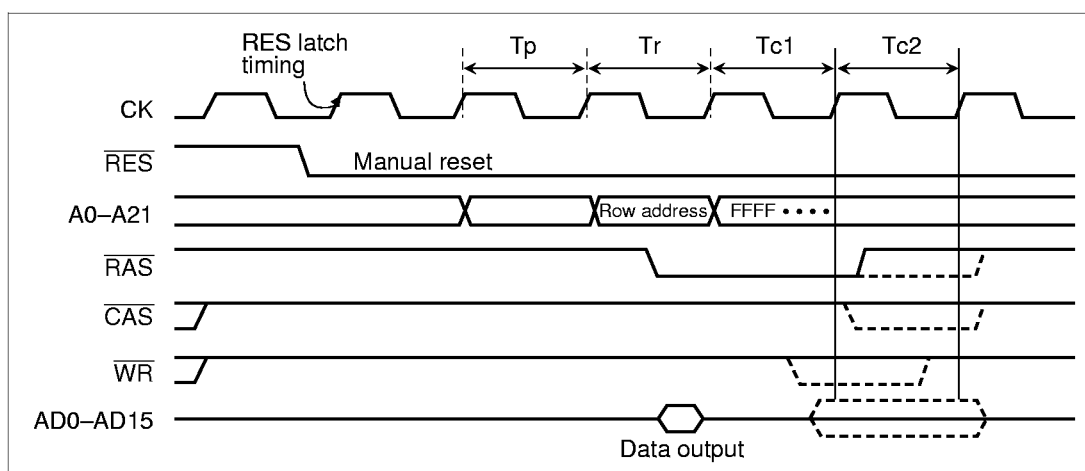 RES latch
timing
Tp Tr Tc1 Tc2
CK
RES
Manual reset
A0–A21
Row address
FFFF • • • •
RAS
CAS
WR
AD0–AD15
Data output